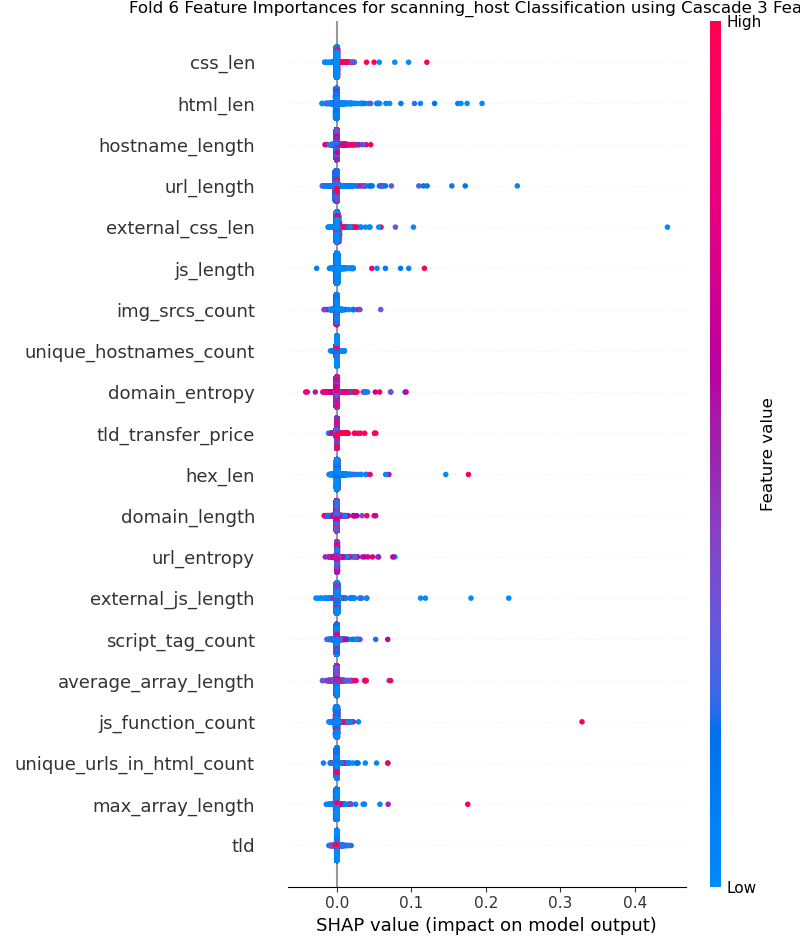 Fold 6 Feature Importances for scanning_host Classification using Cascade 3 Fea
High
css_len
html_len
hostname_length
url_length
external_css_len
js_length
img_srcs_count
unique_hostnames_count
domain_entropy
tld_transfer_price
hex_len
domain_length
url_entropy
external_js_length
script_tag_count
average_array_length
js_function_count
unique_urls_in_html_count
max_array_length
tld
Feature value
Low
0.0 0.1 0.2 0.3 0.4
SHAP value (impact on model output)